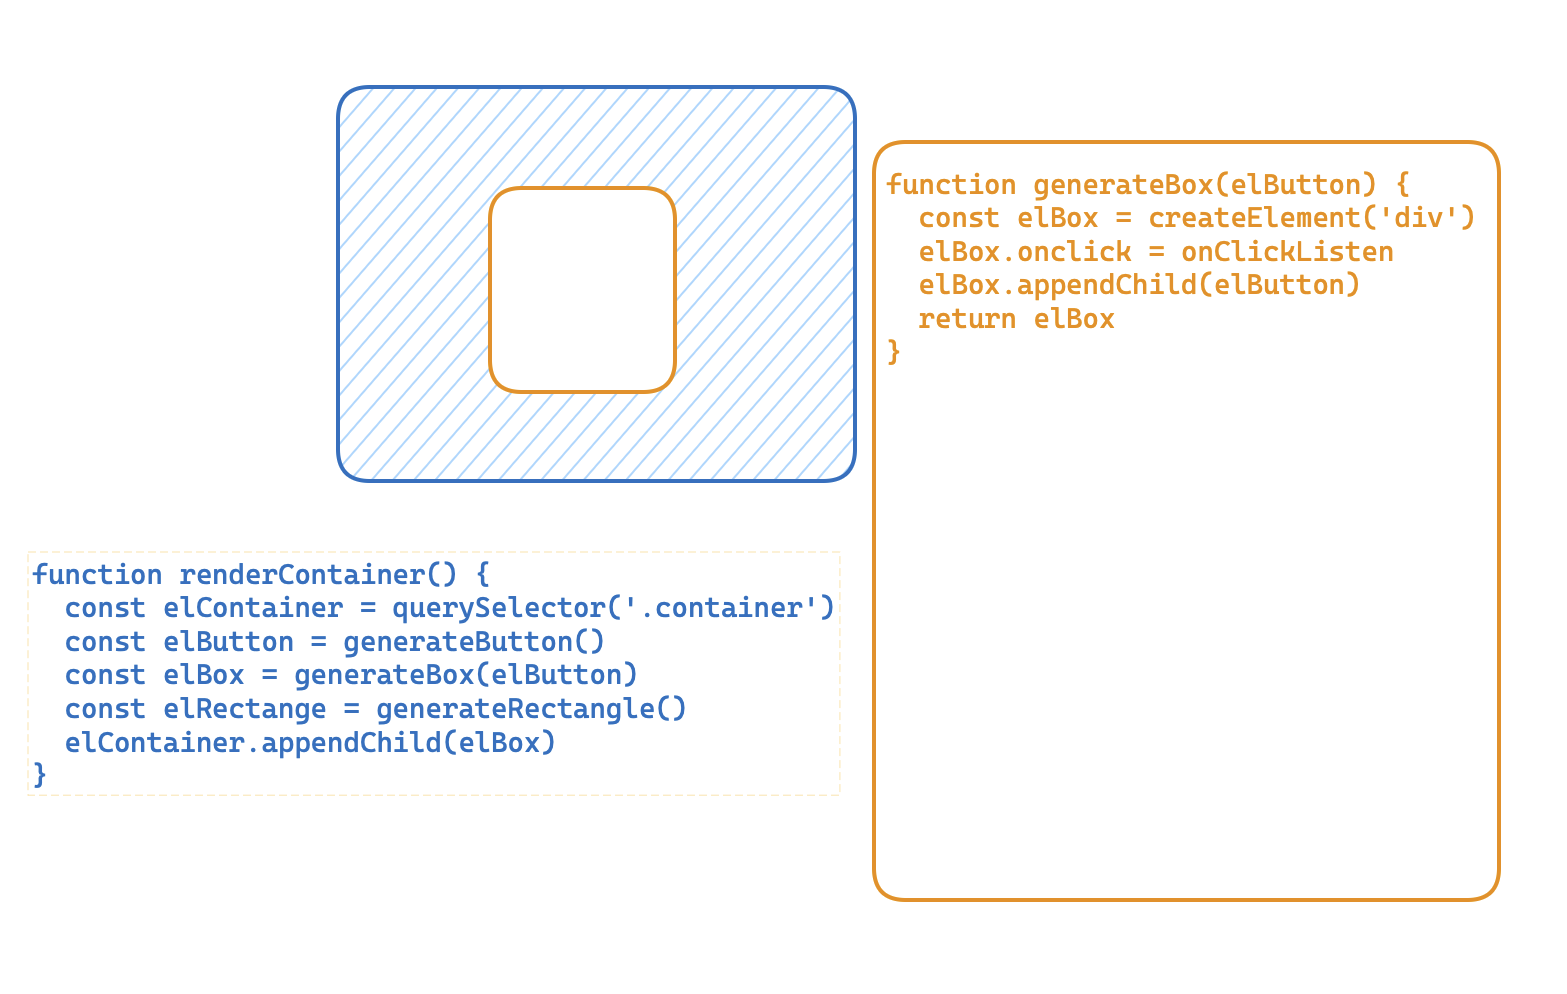 function generateBox(elButton) {
  const elBox = createElement('div')
  elBox.onclick = onClickListen
  elBox.appendChild(elButton)
  return elBox
}
function renderContainer() {
  const elContainer = querySelector('.container')
  const elButton = generateButton()
  const elBox = generateBox(elButton)
  const elRectange = generateRectangle()
  elContainer.appendChild(elBox)
}